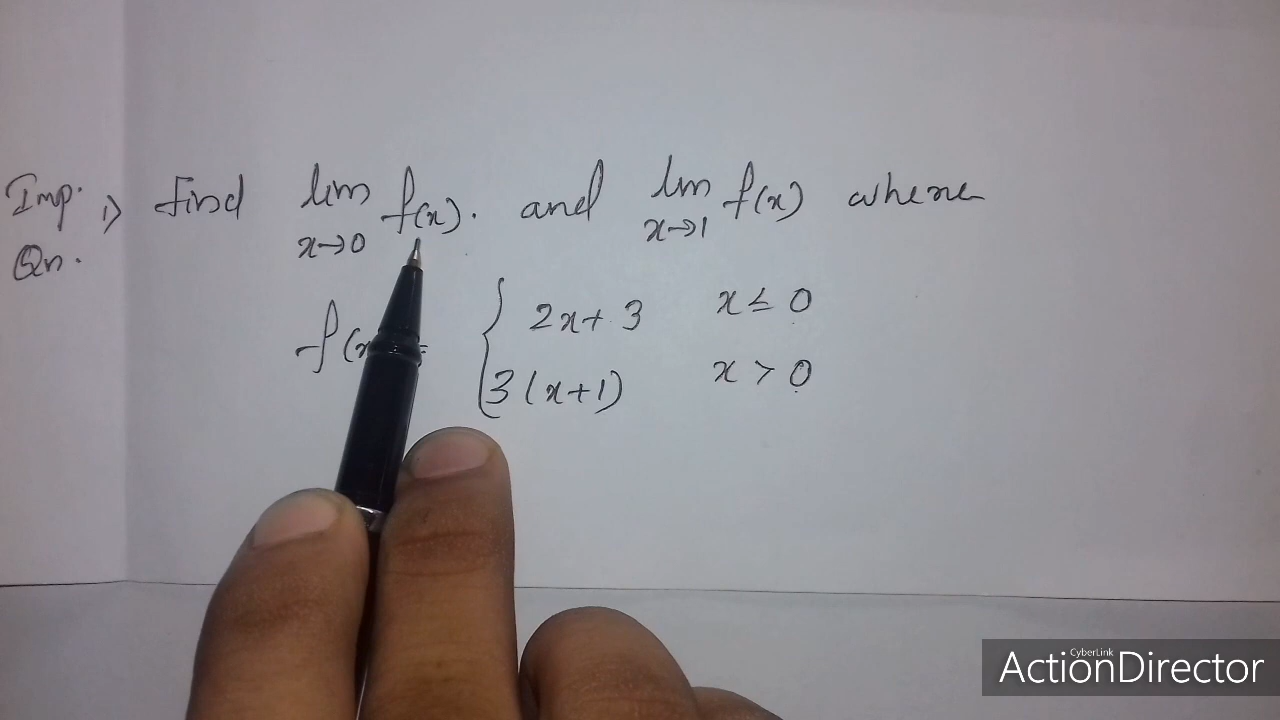 Imp. 1) Find lim f(x). and lim f(x) where
Qn. x→0 x→1
2x+3 x ≤ 0
3(x+1) x > 0
CyberLink
ActionDirector